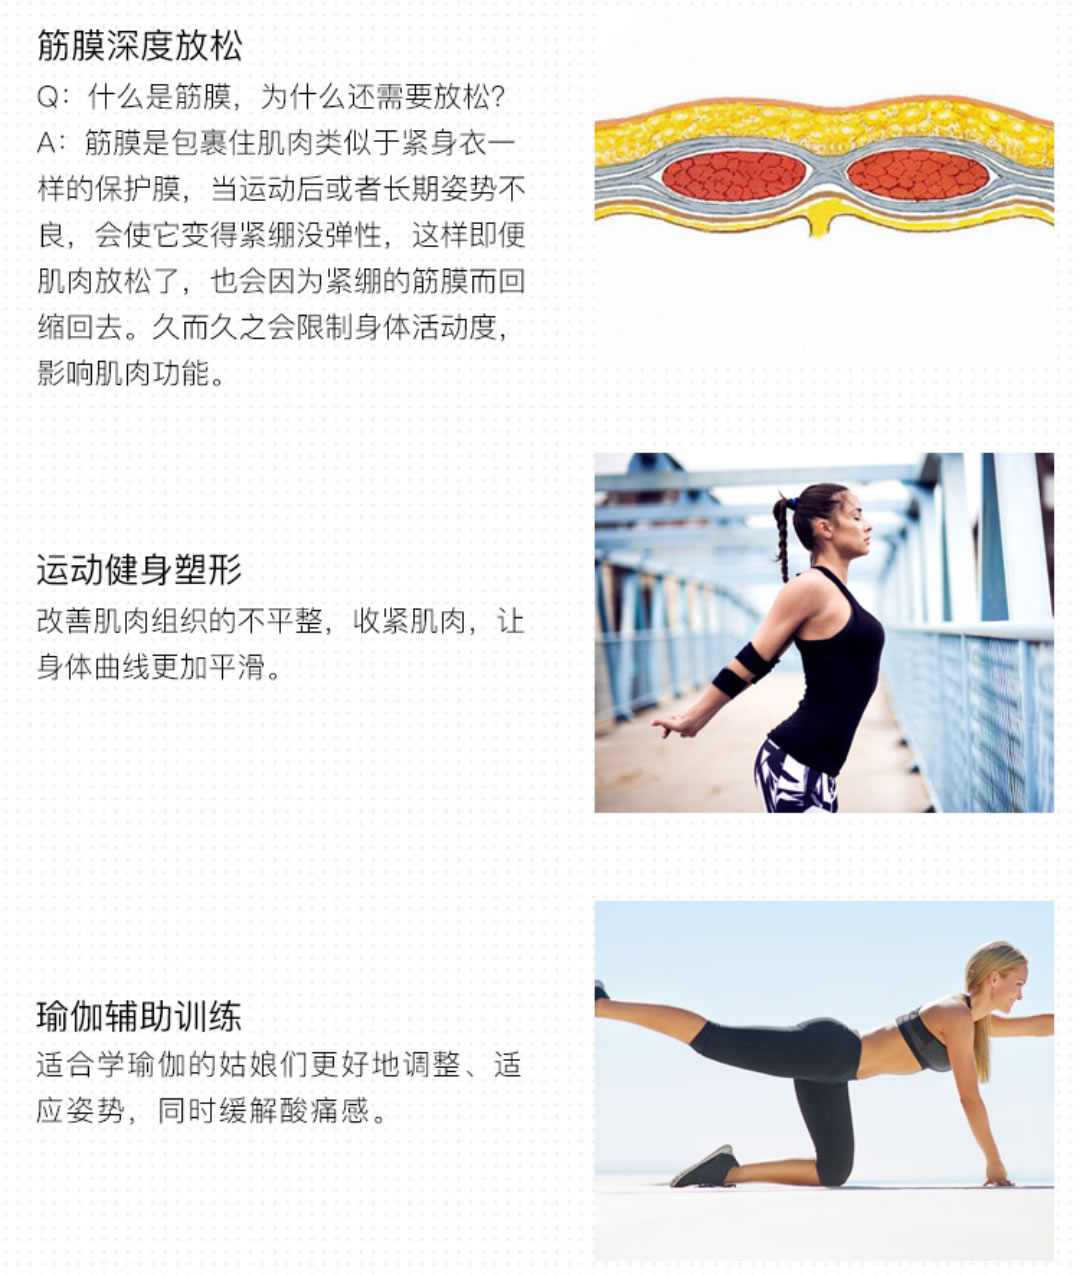 筋膜深度放松
Q：什么是筋膜，为什么还需要放松？
A：筋膜是包裹住肌肉类似于紧身衣一
样的保护膜，当运动后或者长期姿势不
良，会使它变得紧绷没弹性，这样即便
肌肉放松了，也会因为紧绷的筋膜而回
缩回去。久而久之会限制身体活动度，
影响肌肉功能。
运动健身塑形
改善肌肉组织的不平整，收紧肌肉，让
身体曲线更加平滑。
瑜伽辅助训练
适合学瑜伽的姑娘们更好地调整、适
应姿势，同时缓解酸痛感。